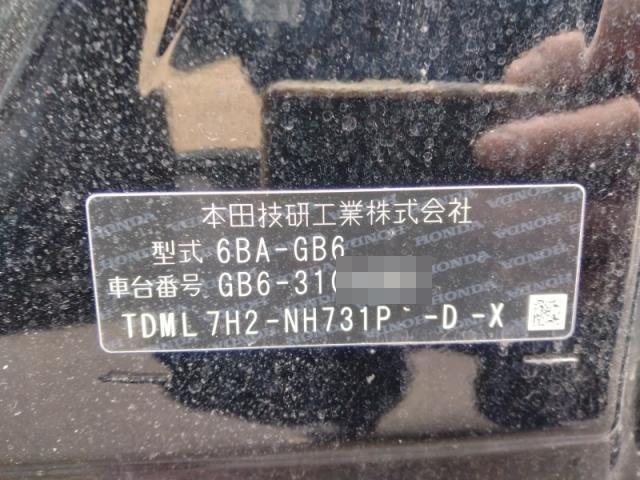 本田技研工業株式会社
型式 6BA-GB6
車台番号 GB6-310
TDML 7H2-NH731P -D-X